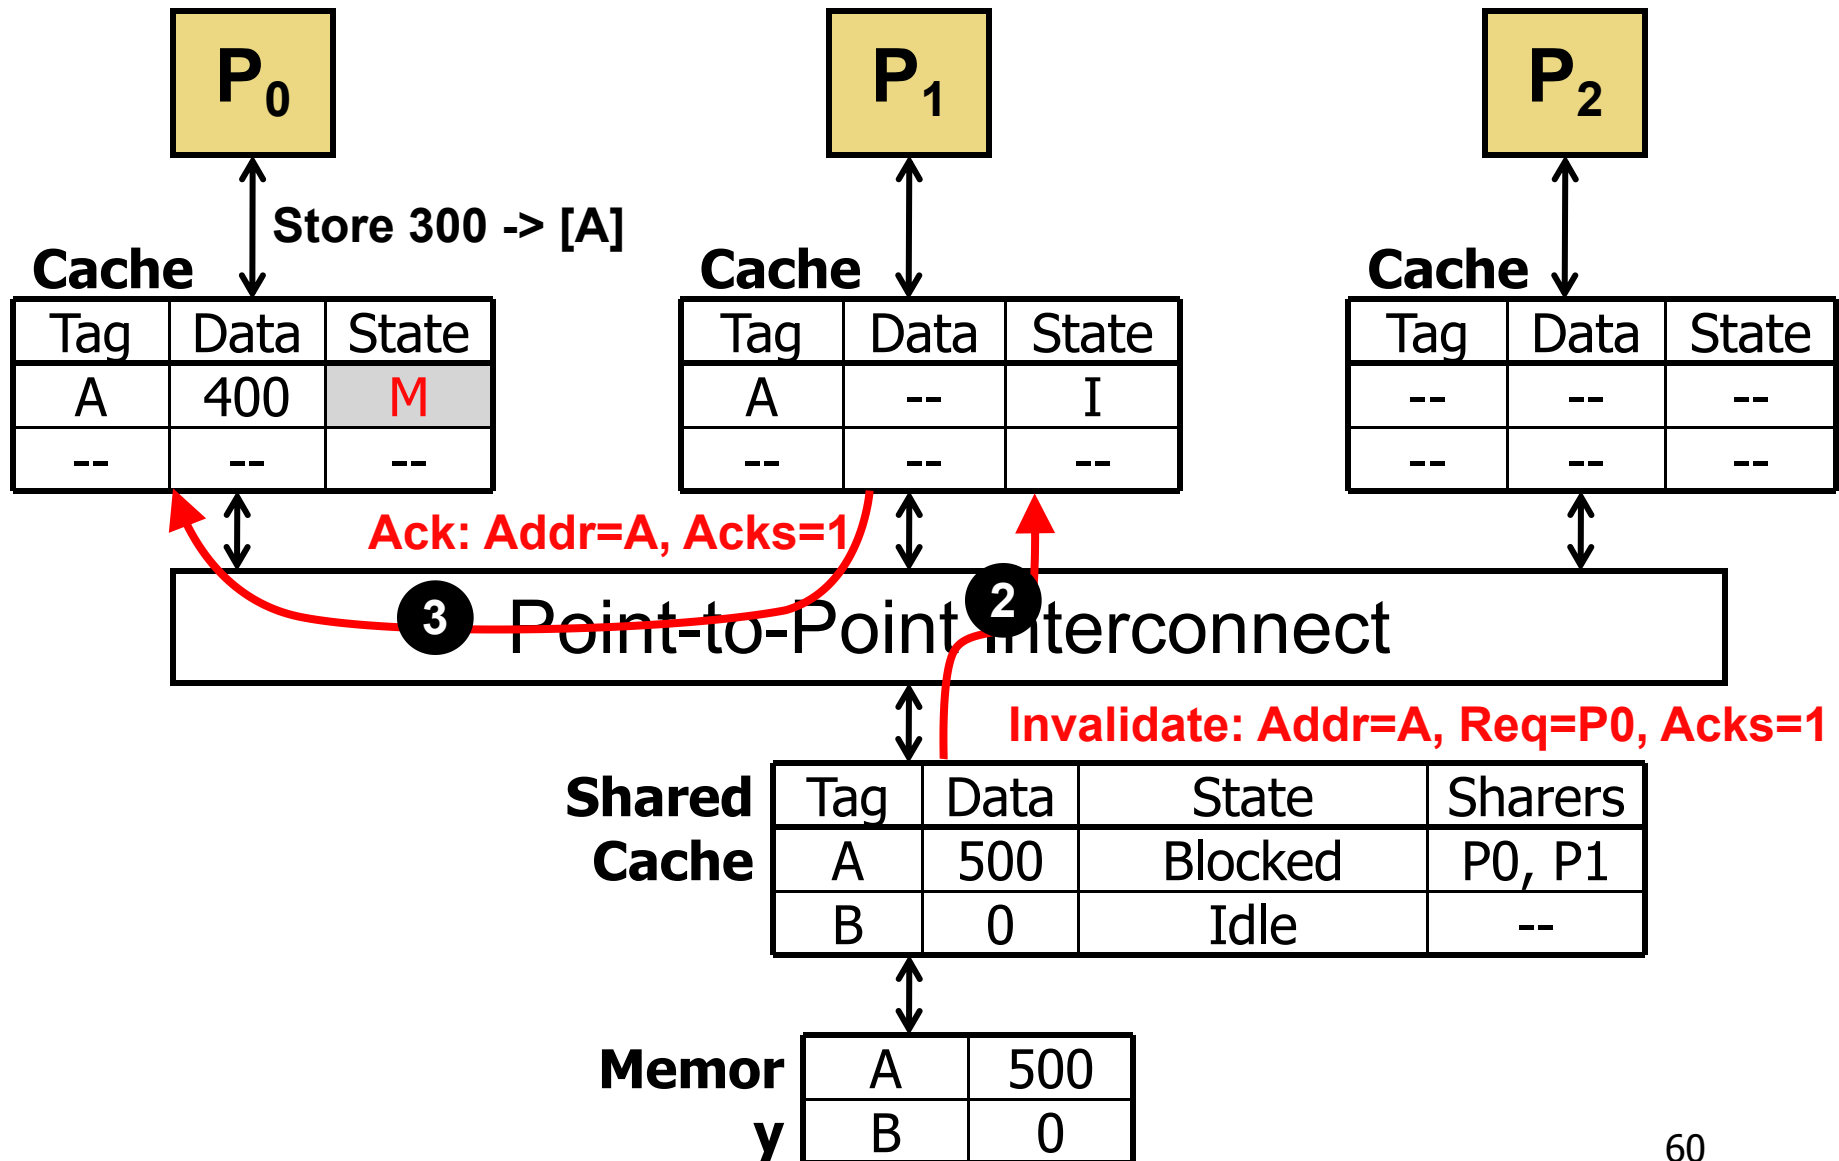 P0 P1 P2
Store 300 -> [A]
Cache Cache Cache
Tag Data State Tag Data State Tag Data State
A 400 M A -- I -- -- --
-- -- -- -- -- -- -- -- --
Ack: Addr=A, Acks=1
3 Point-to-Point Interconnect 2
Invalidate: Addr=A, Req=P0, Acks=1
Shared Tag Data State Sharers
Cache A 500 Blocked P0, P1
B 0 Idle --
Memor A 500
y B 0
60